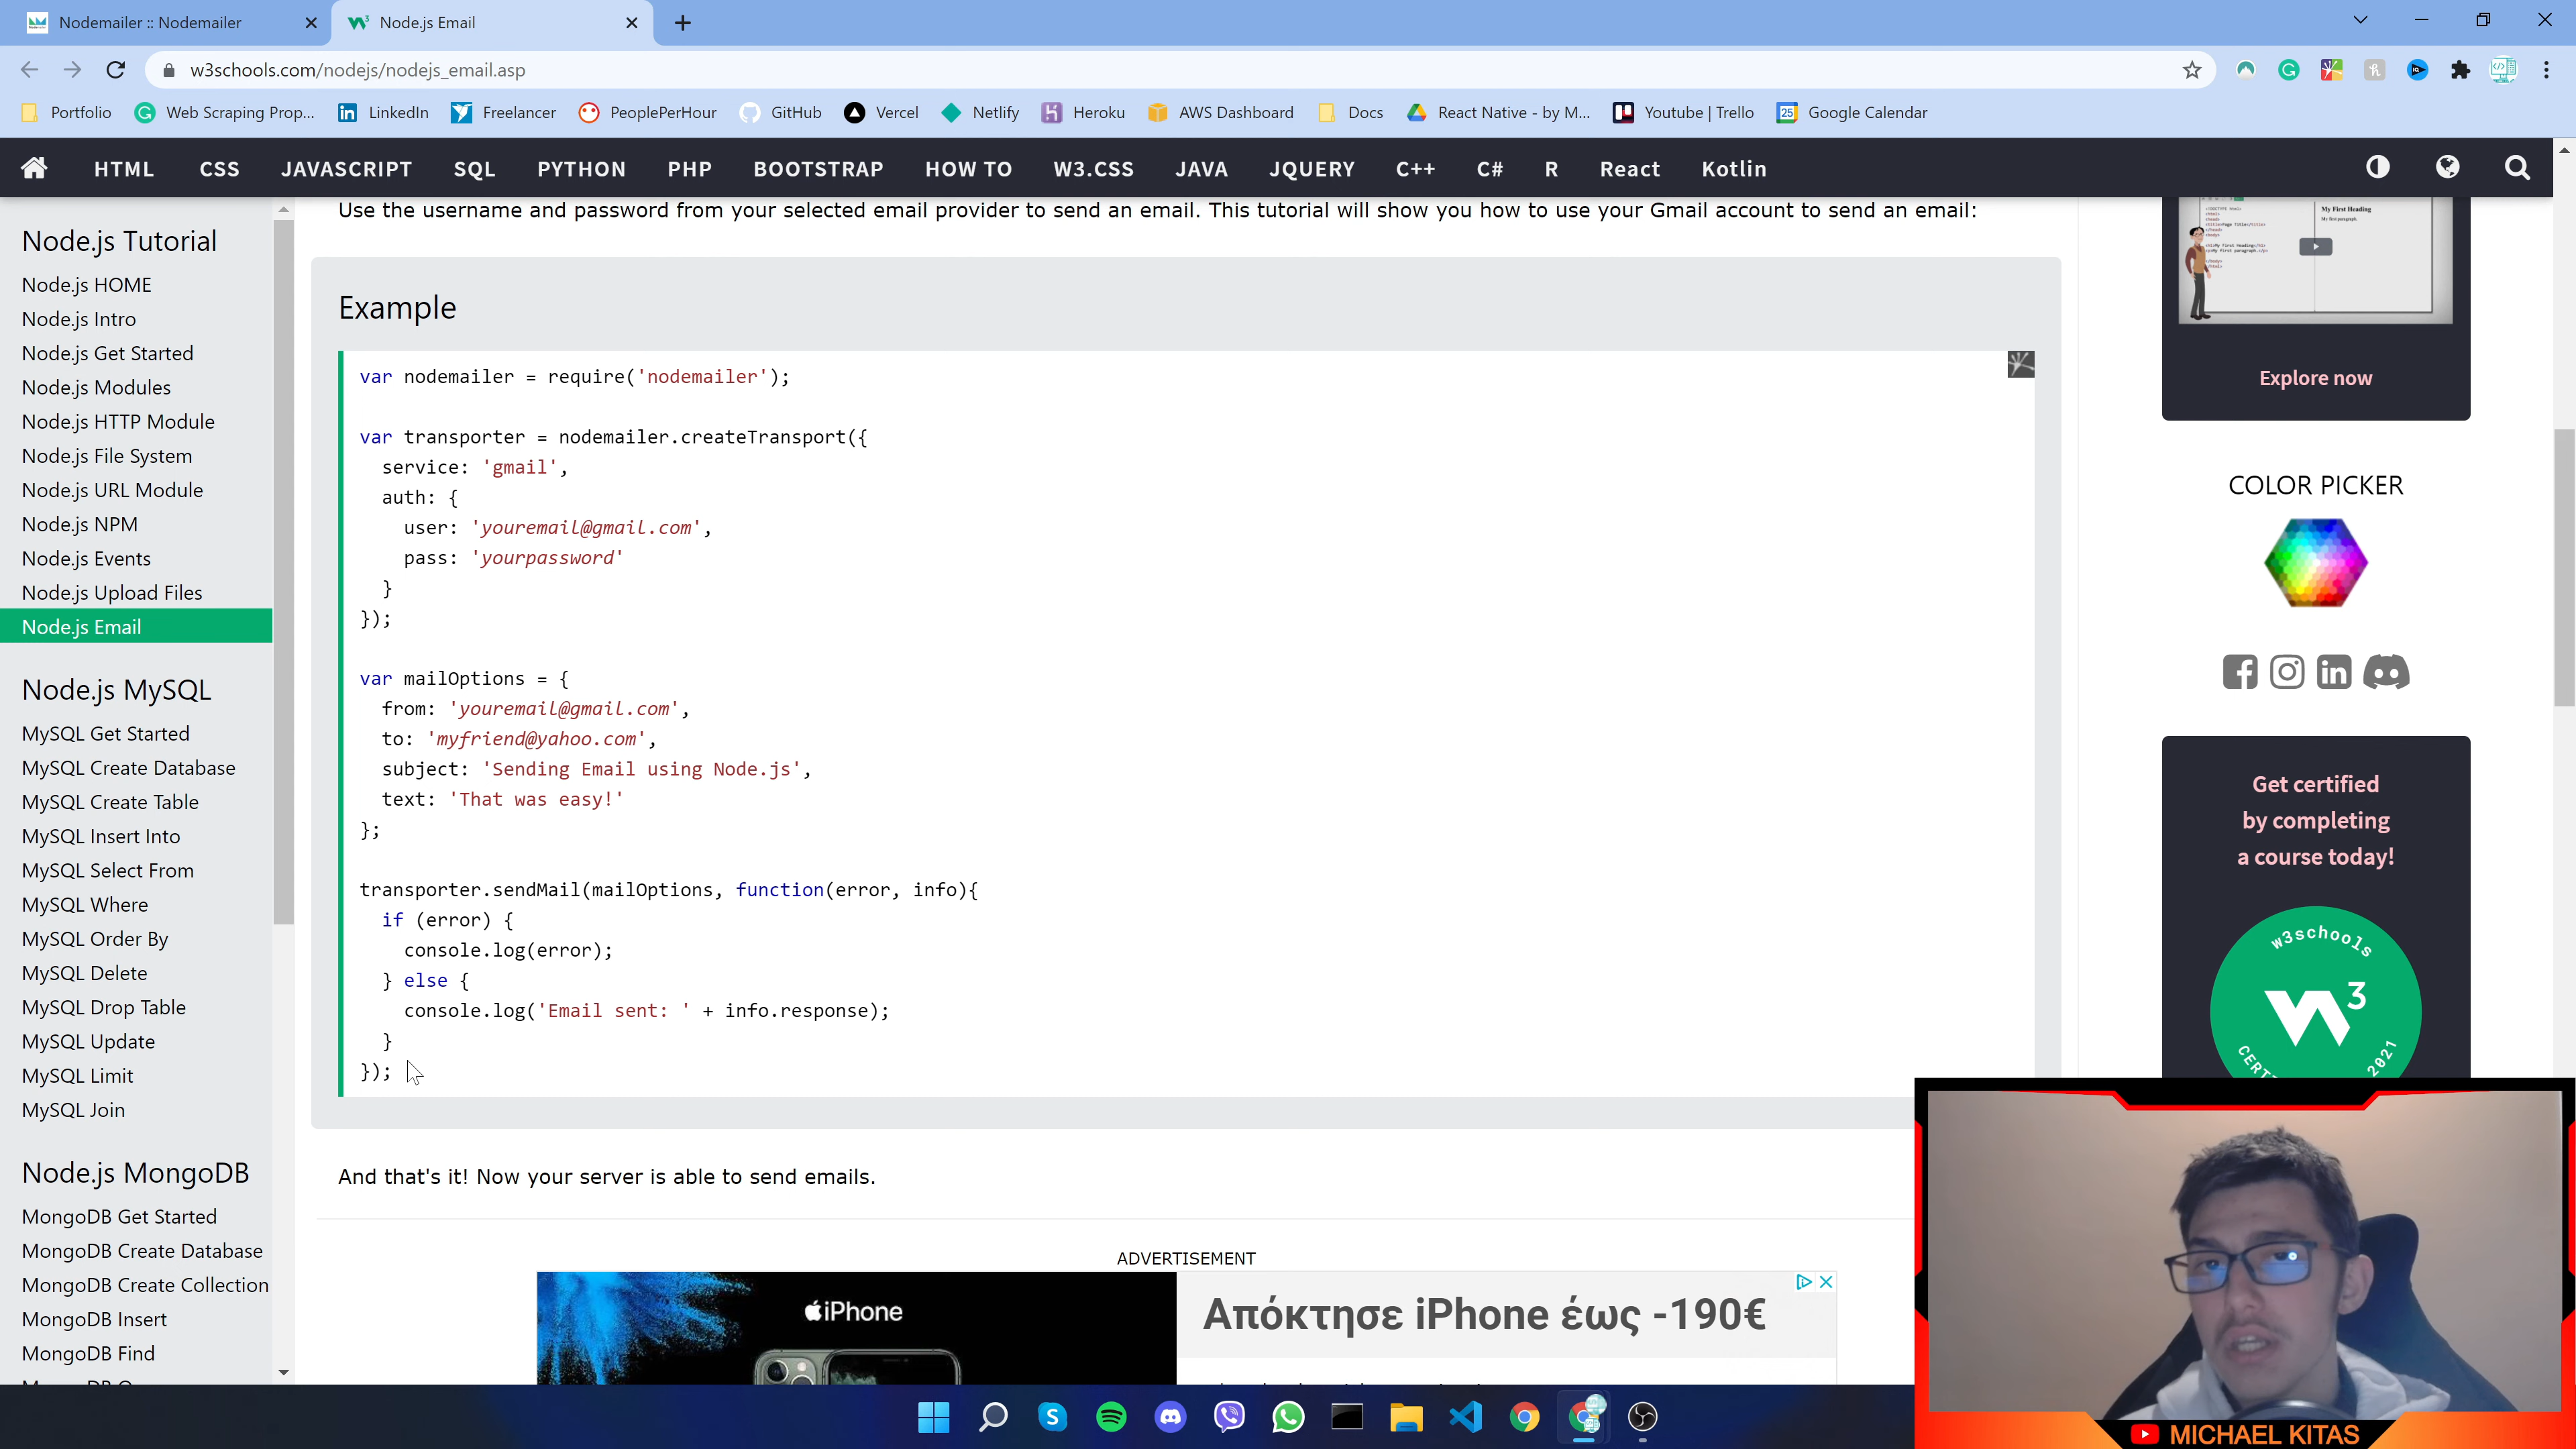 Nodemailer :: Nodemailer
Node.js Email
w3schools.com/nodejs/nodejs_email.asp
Portfolio
Web Scraping Prop...
LinkedIn
Freelancer
PeoplePerHour
GitHub
Vercel
Netlify
Heroku
AWS Dashboard
Docs
React Native - by M...
Youtube | Trello
25
Google Calendar
HTML
CSS
JAVASCRIPT
SQL
PYTHON
PHP
BOOTSTRAP
HOW TO
W3.CSS
JAVA
JQUERY
C++
C#
R
React
Kotlin
Node.js Tutorial
Node.js HOME
Node.js Intro
Node.js Get Started
Node.js Modules
Node.js HTTP Module
Node.js File System
Node.js URL Module
Node.js NPM
Node.js Events
Node.js Upload Files
Node.js Email
Node.js MySQL
MySQL Get Started
MySQL Create Database
MySQL Create Table
MySQL Insert Into
MySQL Select From
MySQL Where
MySQL Order By
MySQL Delete
MySQL Drop Table
MySQL Update
MySQL Limit
MySQL Join
Node.js MongoDB
MongoDB Get Started
MongoDB Create Database
MongoDB Create Collection
MongoDB Insert
MongoDB Find
Use the username and password from your selected email provider to send an email. This tutorial will show you how to use your Gmail account to send an email:
Example
var nodemailer = require('nodemailer');
var transporter = nodemailer.createTransport({
service: 'gmail',
auth: {
user: 'youremail@gmail.com',
pass: 'yourpassword'
}
});
var mailOptions = {
from: 'youremail@gmail.com',
to: 'myfriend@yahoo.com',
subject: 'Sending Email using Node.js',
text: 'That was easy!'
};
transporter.sendMail(mailOptions, function(error, info){
if (error) {
console.log(error);
} else {
console.log('Email sent: ' + info.response);
}
});
And that's it! Now your server is able to send emails.
ADVERTISEMENT
iPhone
Απόκτησε iPhone έως -190€
My First Heading
Explore now
COLOR PICKER
Get certified
by completing
a course today!
w3schools
W3
2021
MICHAEL KITAS